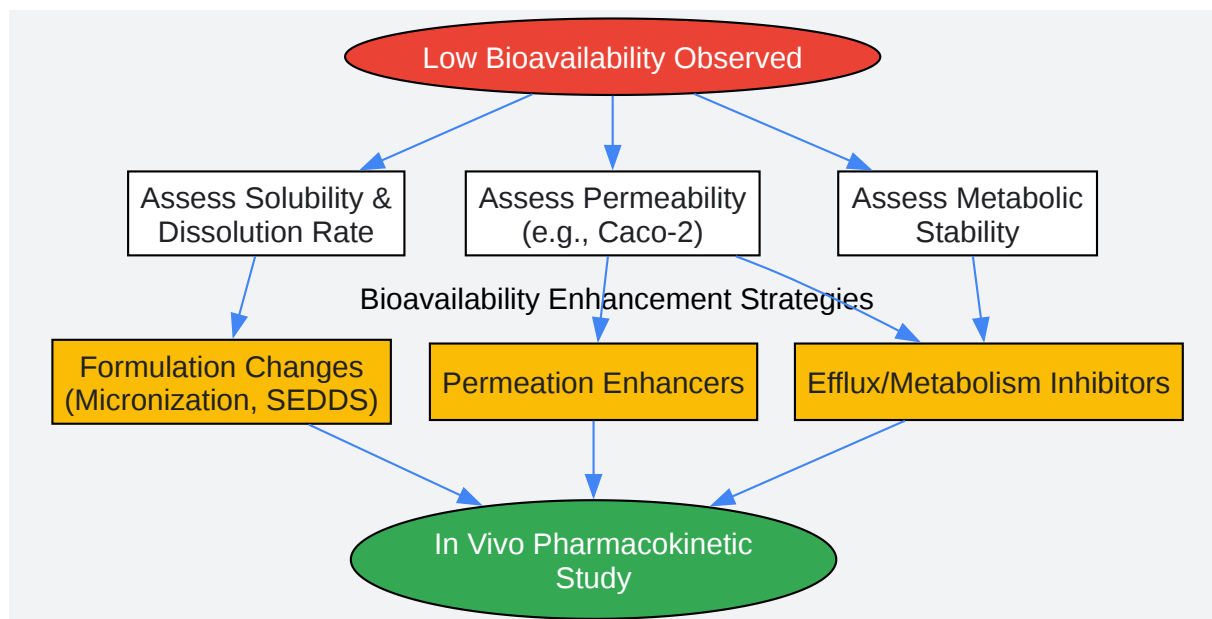 Low Bioavailability Observed
Assess Solubility &
Dissolution Rate
Assess Permeability
(e.g., Caco-2)
Assess Metabolic
Stability
Bioavailability Enhancement Strategies
Formulation Changes
(Micronization, SEDDS)
Permeation Enhancers
Efflux/Metabolism Inhibitors
In Vivo Pharmacokinetic
Study